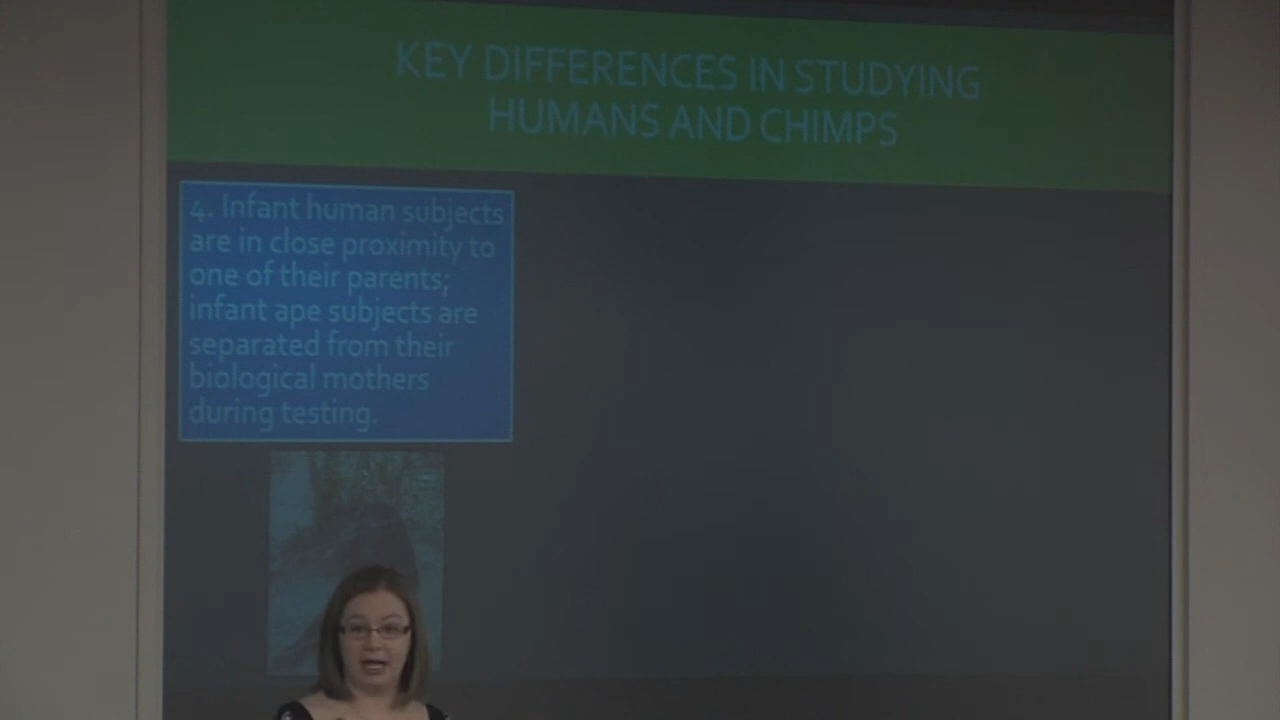 KEY DIFFERENCES IN STUDYING
HUMANS AND CHIMPS
4. Infant human subjects
are in close proximity to
one of their parents;
infant ape subjects are
separated from their
biological mothers
during testing.